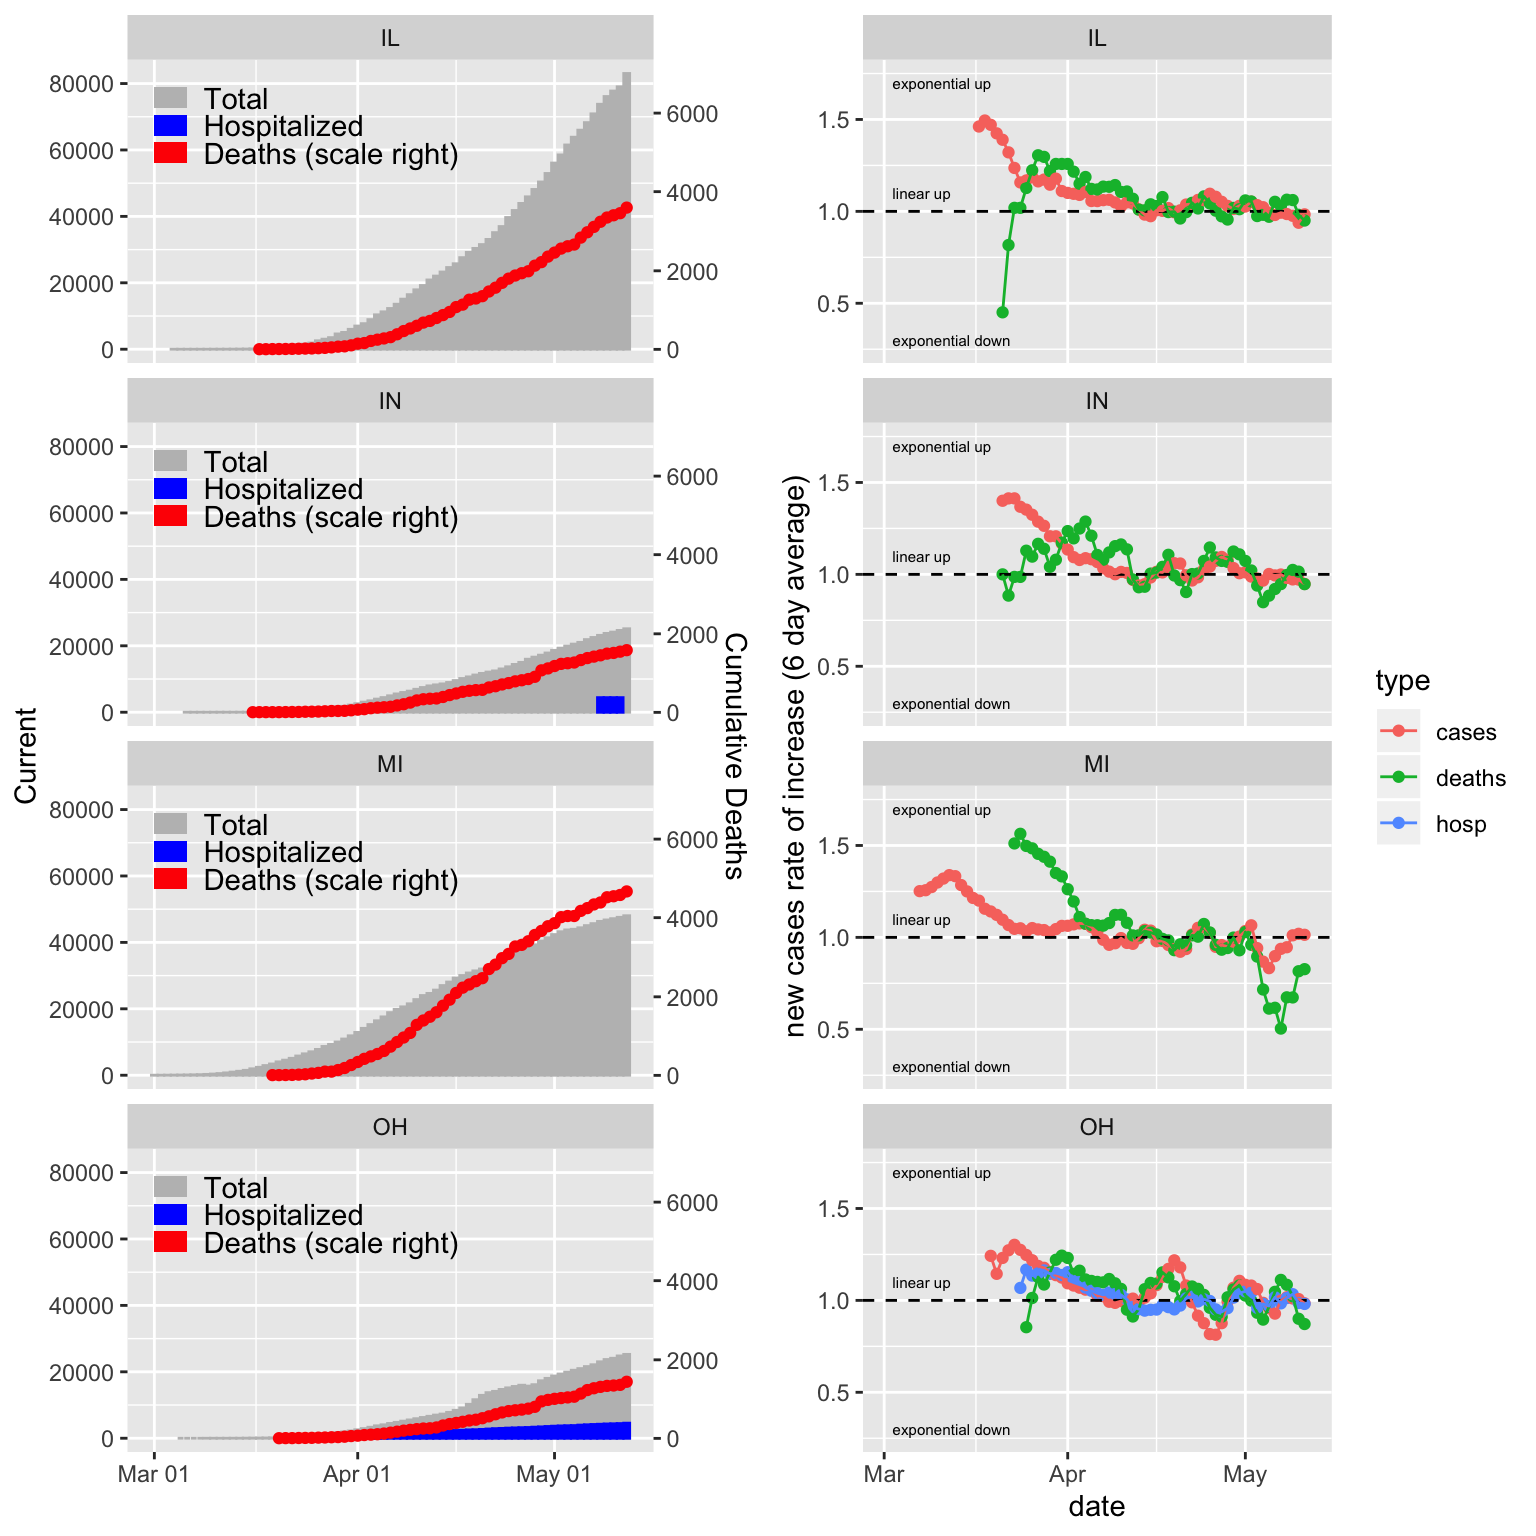 IL
80000
60000
40000
20000
0
Total
Hospitalized
Deaths (scale right)
6000
4000
2000
0
IN
80000
60000
40000
20000
0
Total
Hospitalized
Deaths (scale right)
6000
4000
2000
0
MI
80000
60000
40000
20000
0
Total
Hospitalized
Deaths (scale right)
6000
4000
2000
0
OH
80000
60000
40000
20000
0
Total
Hospitalized
Deaths (scale right)
6000
4000
2000
0
Mar 01
Apr 01
May 01
Current
Cumulative Deaths
IL
1.5
1.0
0.5
exponential up
linear up
exponential down
IN
1.5
1.0
0.5
exponential up
linear up
exponential down
MI
1.5
1.0
0.5
exponential up
linear up
exponential down
OH
1.5
1.0
0.5
exponential up
linear up
exponential down
Mar
Apr
May
date
new cases rate of increase (6 day average)
type
cases
deaths
hosp